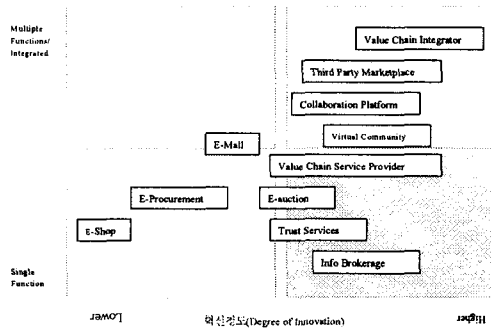 Multiple
Functions/
Integrated
Value Chain Integrator
Third Party Marketplace
Collaboration Platform
Virtual Community
E-Mall
Value Chain Service Provider
E-Procurement
E-auction
E-Shop
Trust Services
Info Brokerage
Single
Function
Lower
혁신정도(Degree of Innovation)
Higher